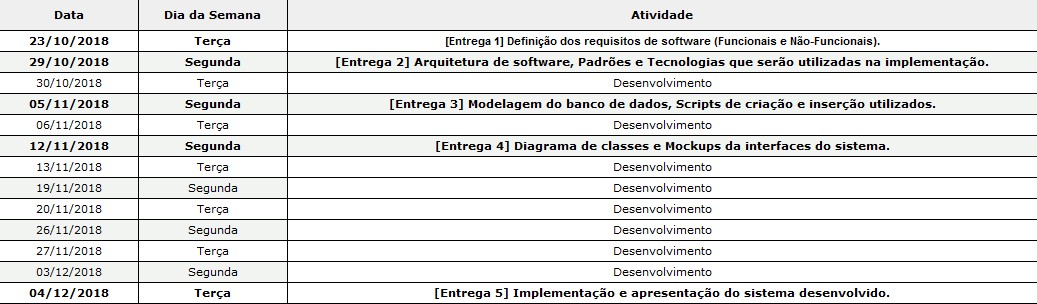 Data Dia da Semana Atividade
23/10/2018 Terça [Entrega 1] Definição dos requisitos de software (Funcionais e Não-Funcionais).
29/10/2018 Segunda [Entrega 2] Arquitetura de software, Padrões e Tecnologias que serão utilizadas na implementação.
30/10/2018 Terça Desenvolvimento
05/11/2018 Segunda [Entrega 3] Modelagem do banco de dados, Scripts de criação e inserção utilizados.
06/11/2018 Terça Desenvolvimento
12/11/2018 Segunda [Entrega 4] Diagrama de classes e Mockups da interfaces do sistema.
13/11/2018 Terça Desenvolvimento
19/11/2018 Segunda Desenvolvimento
20/11/2018 Terça Desenvolvimento
26/11/2018 Segunda Desenvolvimento
27/11/2018 Terça Desenvolvimento
03/12/2018 Segunda Desenvolvimento
04/12/2018 Terça [Entrega 5] Implementação e apresentação do sistema desenvolvido.